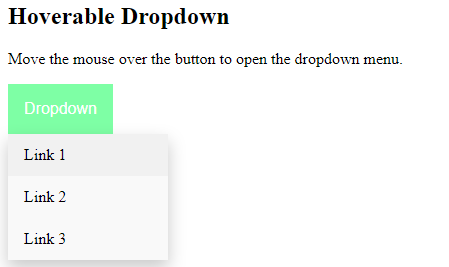 Hoverable Dropdown
Move the mouse over the button to open the dropdown menu.
Dropdown
Link 1
Link 2
Link 3